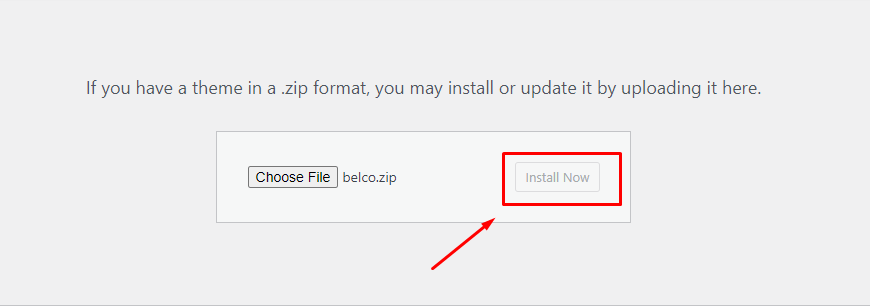 If you have a theme in a .zip format, you may install or update it by uploading it here.
Choose File belco.zip Install Now